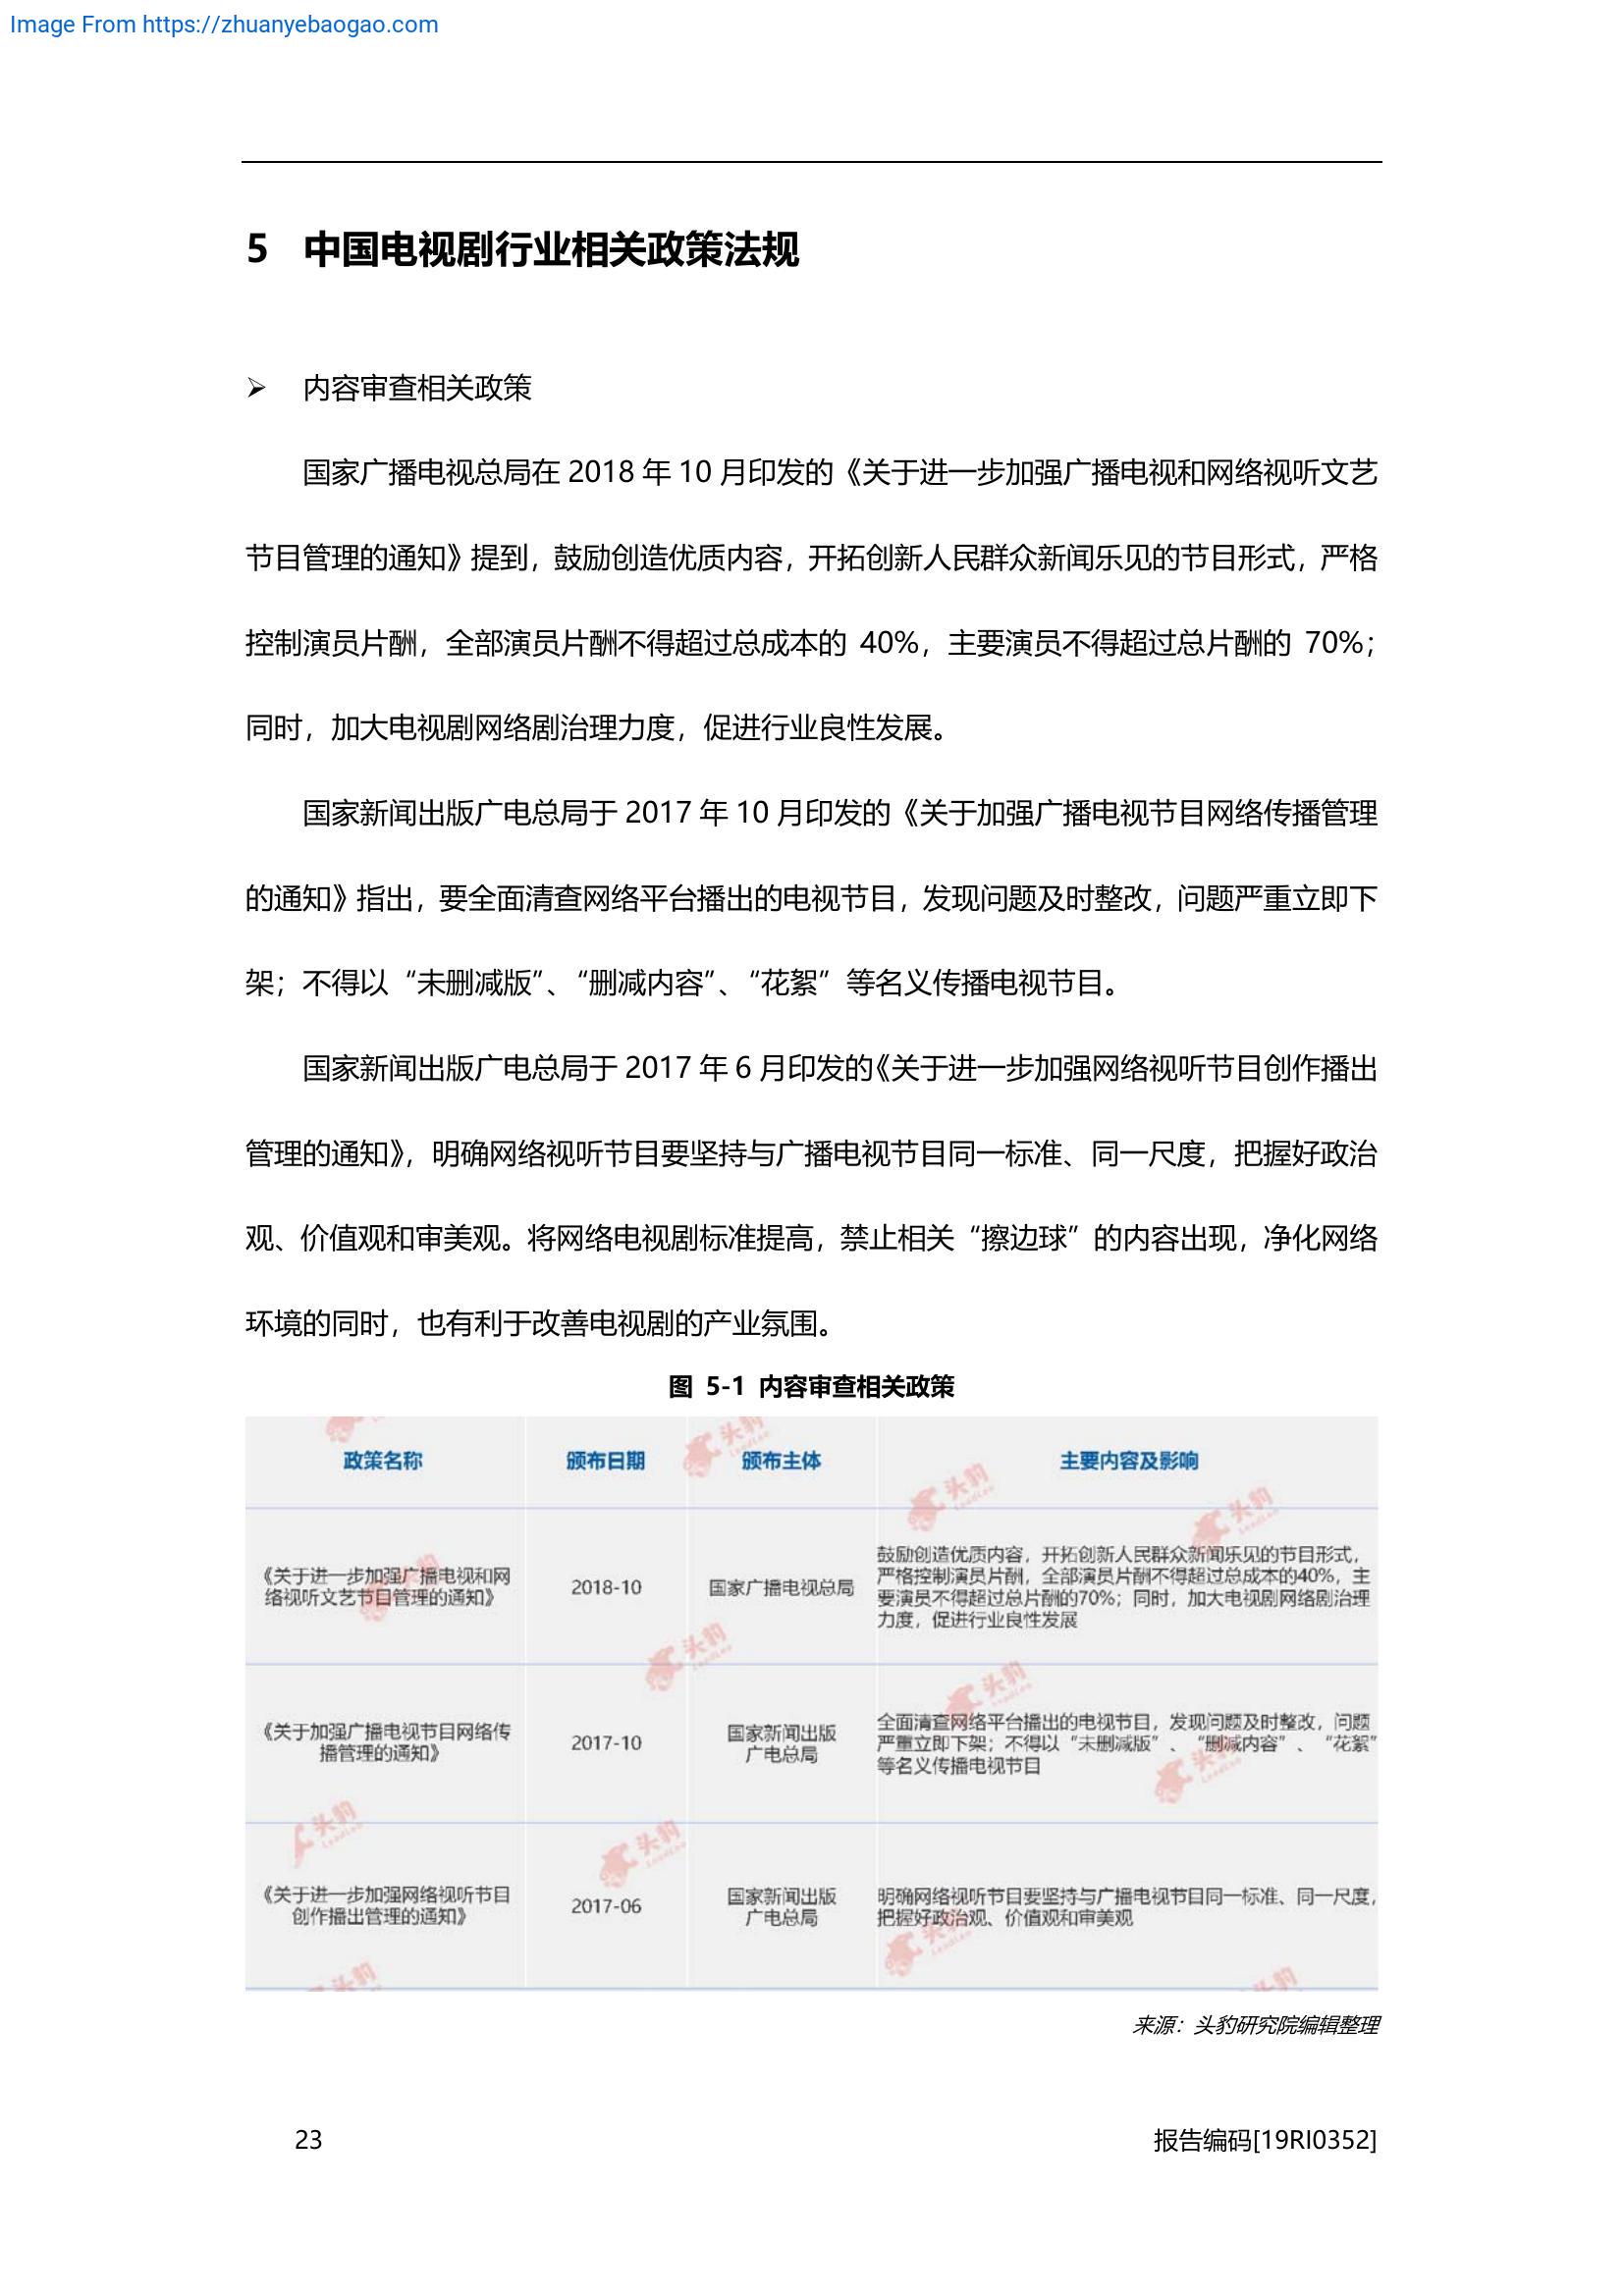 Image From https://zhuanyebaogao.com
5 中国电视剧行业相关政策法规
➢ 内容审查相关政策
国家广播电视总局在 2018 年 10 月印发的《关于进一步加强广播电视和网络视听文艺
节目管理的通知》提到，鼓励创造优质内容，开拓创新人民群众新闻乐见的节目形式，严格
控制演员片酬，全部演员片酬不得超过总成本的 40%，主要演员不得超过总片酬的 70%；
同时，加大电视剧网络剧治理力度，促进行业良性发展。
国家新闻出版广电总局于 2017 年 10 月印发的《关于加强广播电视节目网络传播管理
的通知》指出，要全面清查网络平台播出的电视节目，发现问题及时整改，问题严重立即下
架；不得以“未删减版”、“删减内容”、“花絮”等名义传播电视节目。
国家新闻出版广电总局于 2017 年 6 月印发的《关于进一步加强网络视听节目创作播出
管理的通知》，明确网络视听节目要坚持与广播电视节目同一标准、同一尺度，把握好政治
观、价值观和审美观。将网络电视剧标准提高，禁止相关“擦边球”的内容出现，净化网络
环境的同时，也有利于改善电视剧的产业氛围。
图 5-1 内容审查相关政策
政策名称 颁布日期 颁布主体 主要内容及影响
《关于进一步加强广播电视和网
络视听文艺节目管理的通知》
2018-10
国家广播电视总局
鼓励创造优质内容，开拓创新人民群众新闻乐见的节目形式，
严格控制演员片酬，全部演员片酬不得超过总成本的40%，主
要演员不得超过总片酬的70%；同时，加大电视剧网络剧治理
力度，促进行业良性发展
《关于加强广播电视节目网络传
播管理的通知》
2017-10
国家新闻出版
广电总局
全面清查网络平台播出的电视节目，发现问题及时整改，问题
严重立即下架；不得以“未删减版”、“删减内容”、“花絮”
等名义传播电视节目
《关于进一步加强网络视听节目
创作播出管理的通知》
2017-06
国家新闻出版
广电总局
明确网络视听节目要坚持与广播电视节目同一标准、同一尺度，
把握好政治观、价值观和审美观
来源：头豹研究院编辑整理
23 报告编码[19RI0352]